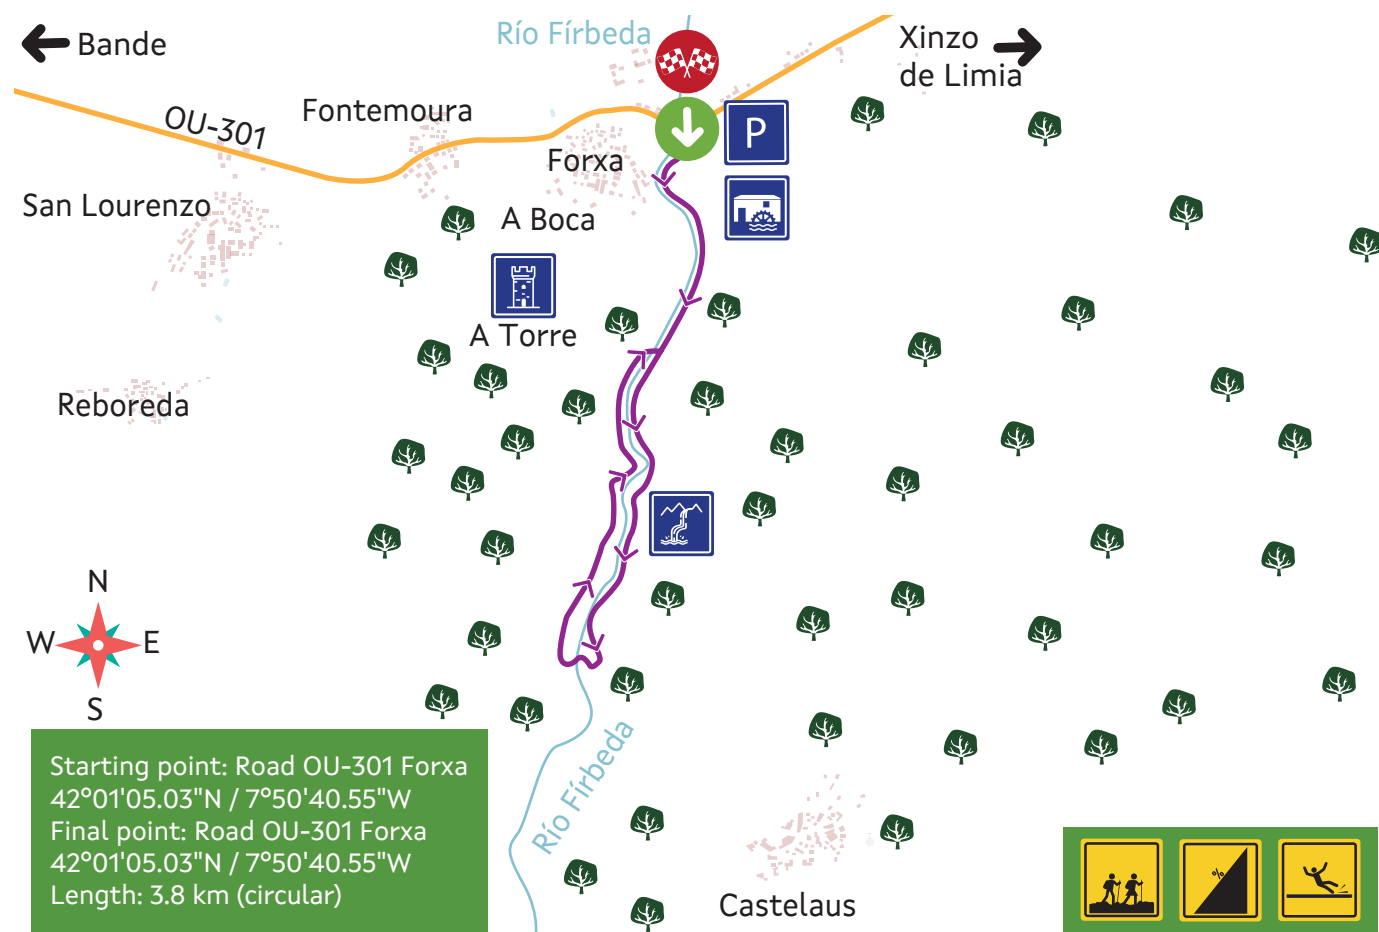 Bande
Río Fírbeda
Xinzo
de Limia
OU-301
Fontemoura
Forxa
P
San Lourenzo
A Boca
A Torre
Reboreda
N
W
E
S
Río Fírbeda
Castelaus
Starting point: Road OU-301 Forxa
42°01'05.03"N / 7°50'40.55"W
Final point: Road OU-301 Forxa
42°01'05.03"N / 7°50'40.55"W
Length: 3.8 km (circular)
%